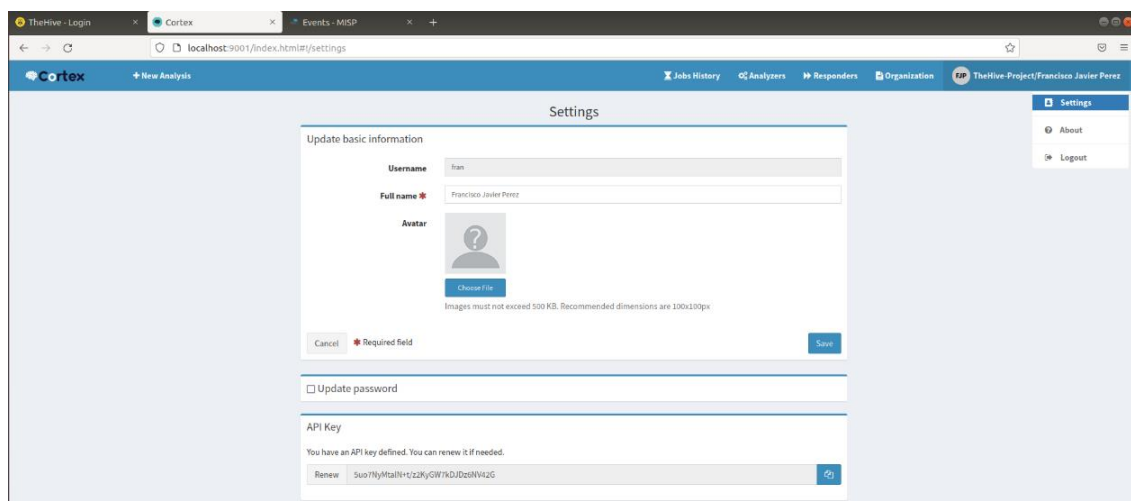 TheHive - Login
Cortex
Events - MISP
localhost:9001/index.html#!/settings
Cortex
+ New Analysis
Jobs History
Analyzers
Responders
Organization
FJP
TheHive-Project/Francisco Javier Perez
Settings
About
Logout
Settings
Update basic information
Username
fran
Full name *
Francisco Javier Perez
Avatar
Choose File
Images must not exceed 500 KB. Recommended dimensions are 100x100px
Cancel
* Required field
Save
Update password
API Key
You have an API key defined. You can renew it if needed.
Renew
5uo7NyMtalN+t/z2KyGW7kDJDz6NV42G